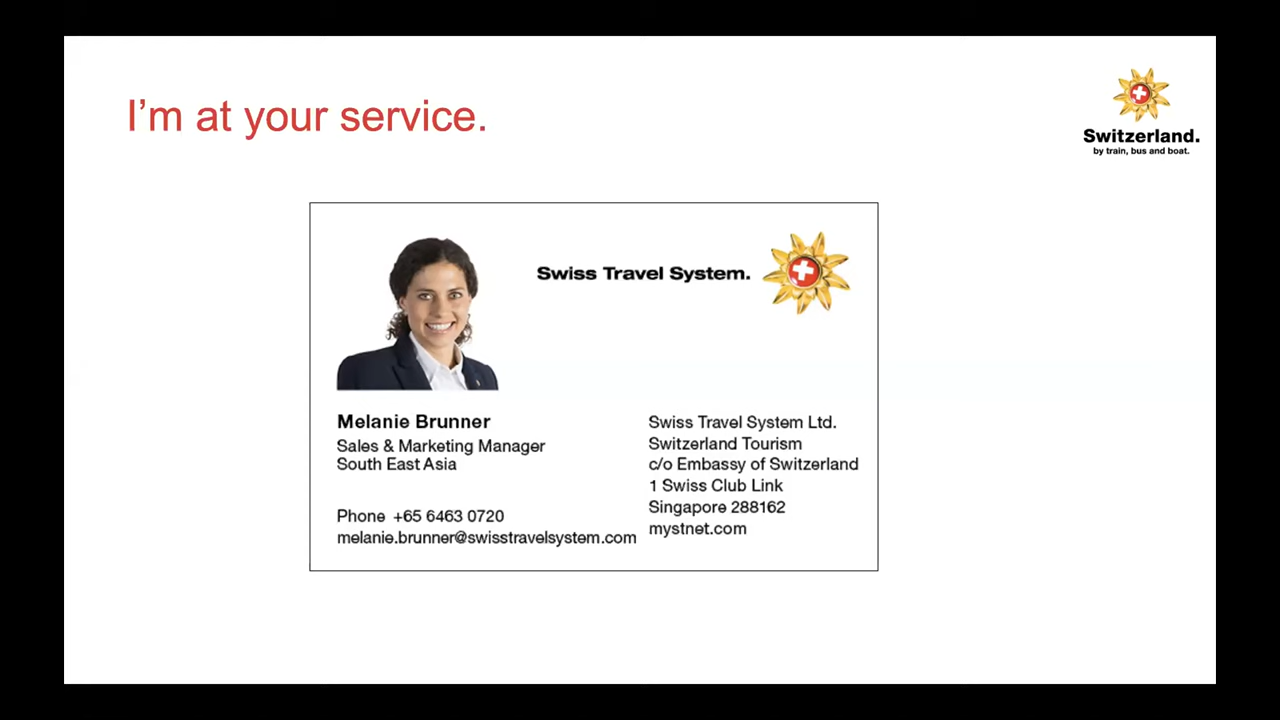 I'm at your service.
Switzerland.
by train, bus and boat.
Swiss Travel System.
Melanie Brunner
Sales & Marketing Manager
South East Asia
Phone +65 6463 0720
melanie.brunner@swisstravelsystem.com
Swiss Travel System Ltd.
Switzerland Tourism
c/o Embassy of Switzerland
1 Swiss Club Link
Singapore 288162
mystnet.com